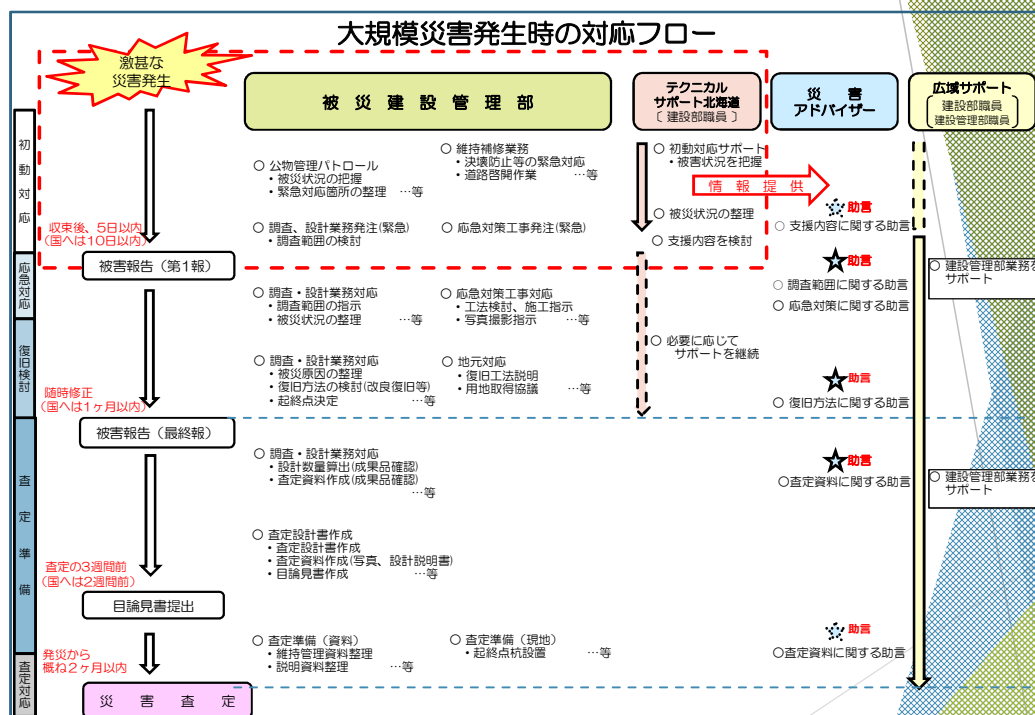 大規模災害発生時の対応フロー
激甚な
災害発生
被災建設管理部
テクニカル
サポート北海道
〔 建設部職員 〕
災害
アドバイザー
広域サポート
建設部職員
建設管理部職員
初動対応
○ 公物管理パトロール
・被災状況の把握
・緊急対応箇所の整理 …等
○ 維持補修業務
・決壊防止等の緊急対応
・道路啓開作業 …等
○ 初動対応サポート
・被害状況を把握
情報提供
○ 被災状況の整理
○ 支援内容を検討
助言
○ 支援内容に関する助言
○ 調査、設計業務発注(緊急)
・調査範囲の検討
○ 応急対策工事発注(緊急)
収束後、5日以内
(国へは10日以内)
被害報告(第1報)
応急対応
助言
○ 調査範囲に関する助言
○ 応急対策に関する助言
○ 建設管理部業務を
サポート
○ 調査・設計業務対応
・調査範囲の指示
・被災状況の整理 …等
○ 応急対策工事対応
・工法検討、施工指示
・写真撮影指示 …等
○ 必要に応じて
サポートを継続
復旧検討
○ 調査・設計業務対応
・被災原因の整理
・復旧方法の検討(改良復旧等)
・起終点決定 …等
○ 地元対応
・復旧工法説明
・用地取得協議 …等
助言
○ 復旧方法に関する助言
随時修正
(国へは1ヶ月以内)
被害報告(最終報)
査定準備
○ 調査・設計業務対応
・設計数量算出(成果品確認)
・査定資料作成(成果品確認)
…等
助言
○査定資料に関する助言
○ 建設管理部業務を
サポート
○ 査定設計書作成
・査定設計書作成
・査定資料作成(写真、設計説明書)
・目論見書作成 …等
査定の3週間前
(国へは2週間前)
目論見書提出
○ 査定準備(資料)
・維持管理資料整理
・説明資料整理 …等
○ 査定準備(現地)
・起終点杭設置 …等
助言
○査定資料に関する助言
発災から
概ね2ヶ月以内
査定対応
災害査定